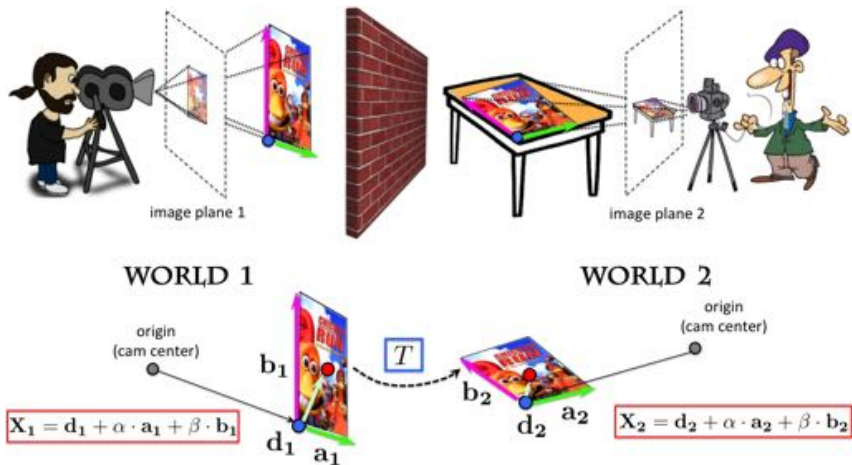 image plane 1
image plane 2
WORLD 1
WORLD 2
origin
(cam center)
origin
(cam center)
T
b₁
b₂
d₁
a₁
d₂
a₂
X₁ = d₁ + α · a₁ + β · b₁
X₂ = d₂ + α · a₂ + β · b₂